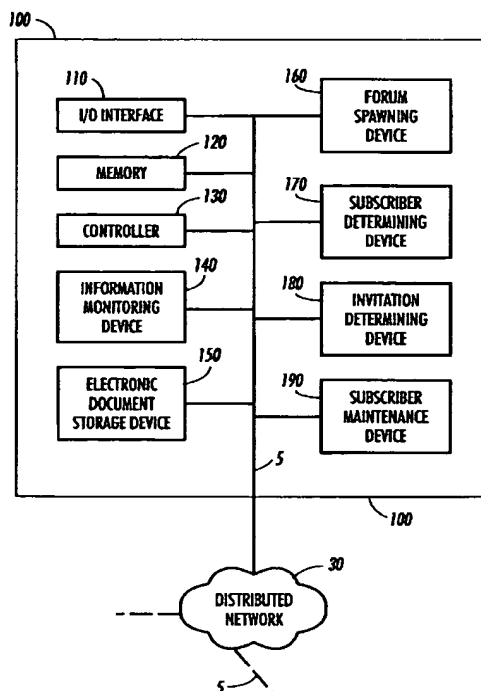 100
110
I/O INTERFACE
120
MEMORY
130
CONTROLLER
140
INFORMATION
MONITORING
DEVICE
150
ELECTRONIC
DOCUMENT
STORAGE DEVICE
160
FORUM
SPAWNING
DEVICE
170
SUBSCRIBER
DETERMINING
DEVICE
180
INVITATION
DETERMINING
DEVICE
190
SUBSCRIBER
MAINTENANCE
DEVICE
5
100
30
DISTRIBUTED
NETWORK
5